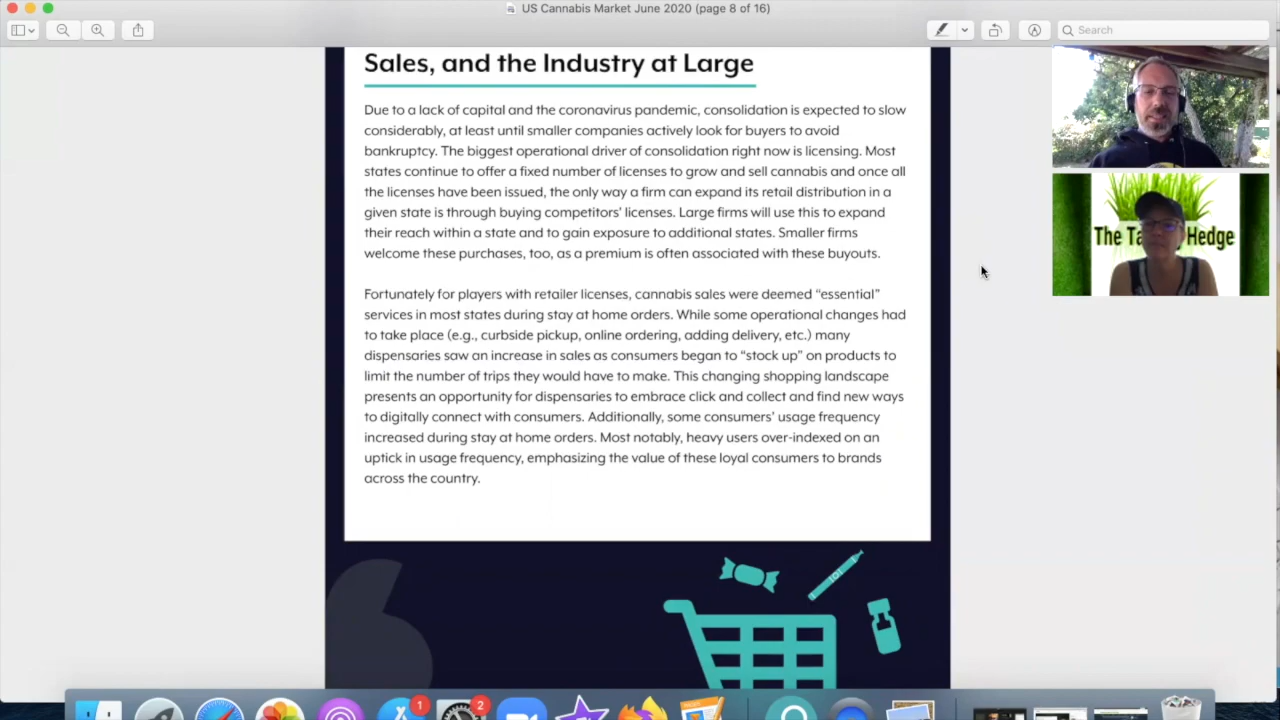 US Cannabis Market June 2020 (page 8 of 16)
Search
Sales, and the Industry at Large
Due to a lack of capital and the coronavirus pandemic, consolidation is expected to slow
considerably, at least until smaller companies actively look for buyers to avoid
bankruptcy. The biggest operational driver of consolidation right now is licensing. Most
states continue to offer a fixed number of licenses to grow and sell cannabis and once all
the licenses have been issued, the only way a firm can expand its retail distribution in a
given state is through buying competitors' licenses. Large firms will use this to expand
their reach within a state and to gain exposure to additional states. Smaller firms
welcome these purchases, too, as a premium is often associated with these buyouts.
Fortunately for players with retailer licenses, cannabis sales were deemed “essential”
services in most states during stay at home orders. While some operational changes had
to take place (e.g., curbside pickup, online ordering, adding delivery, etc.) many
dispensaries saw an increase in sales as consumers began to “stock up” on products to
limit the number of trips they would have to make. This changing shopping landscape
presents an opportunity for dispensaries to embrace click and collect and find new ways
to digitally connect with consumers. Additionally, some consumers' usage frequency
increased during stay at home orders. Most notably, heavy users over-indexed on an
uptick in usage frequency, emphasizing the value of these loyal consumers to brands
across the country.
The Hedge
1
2